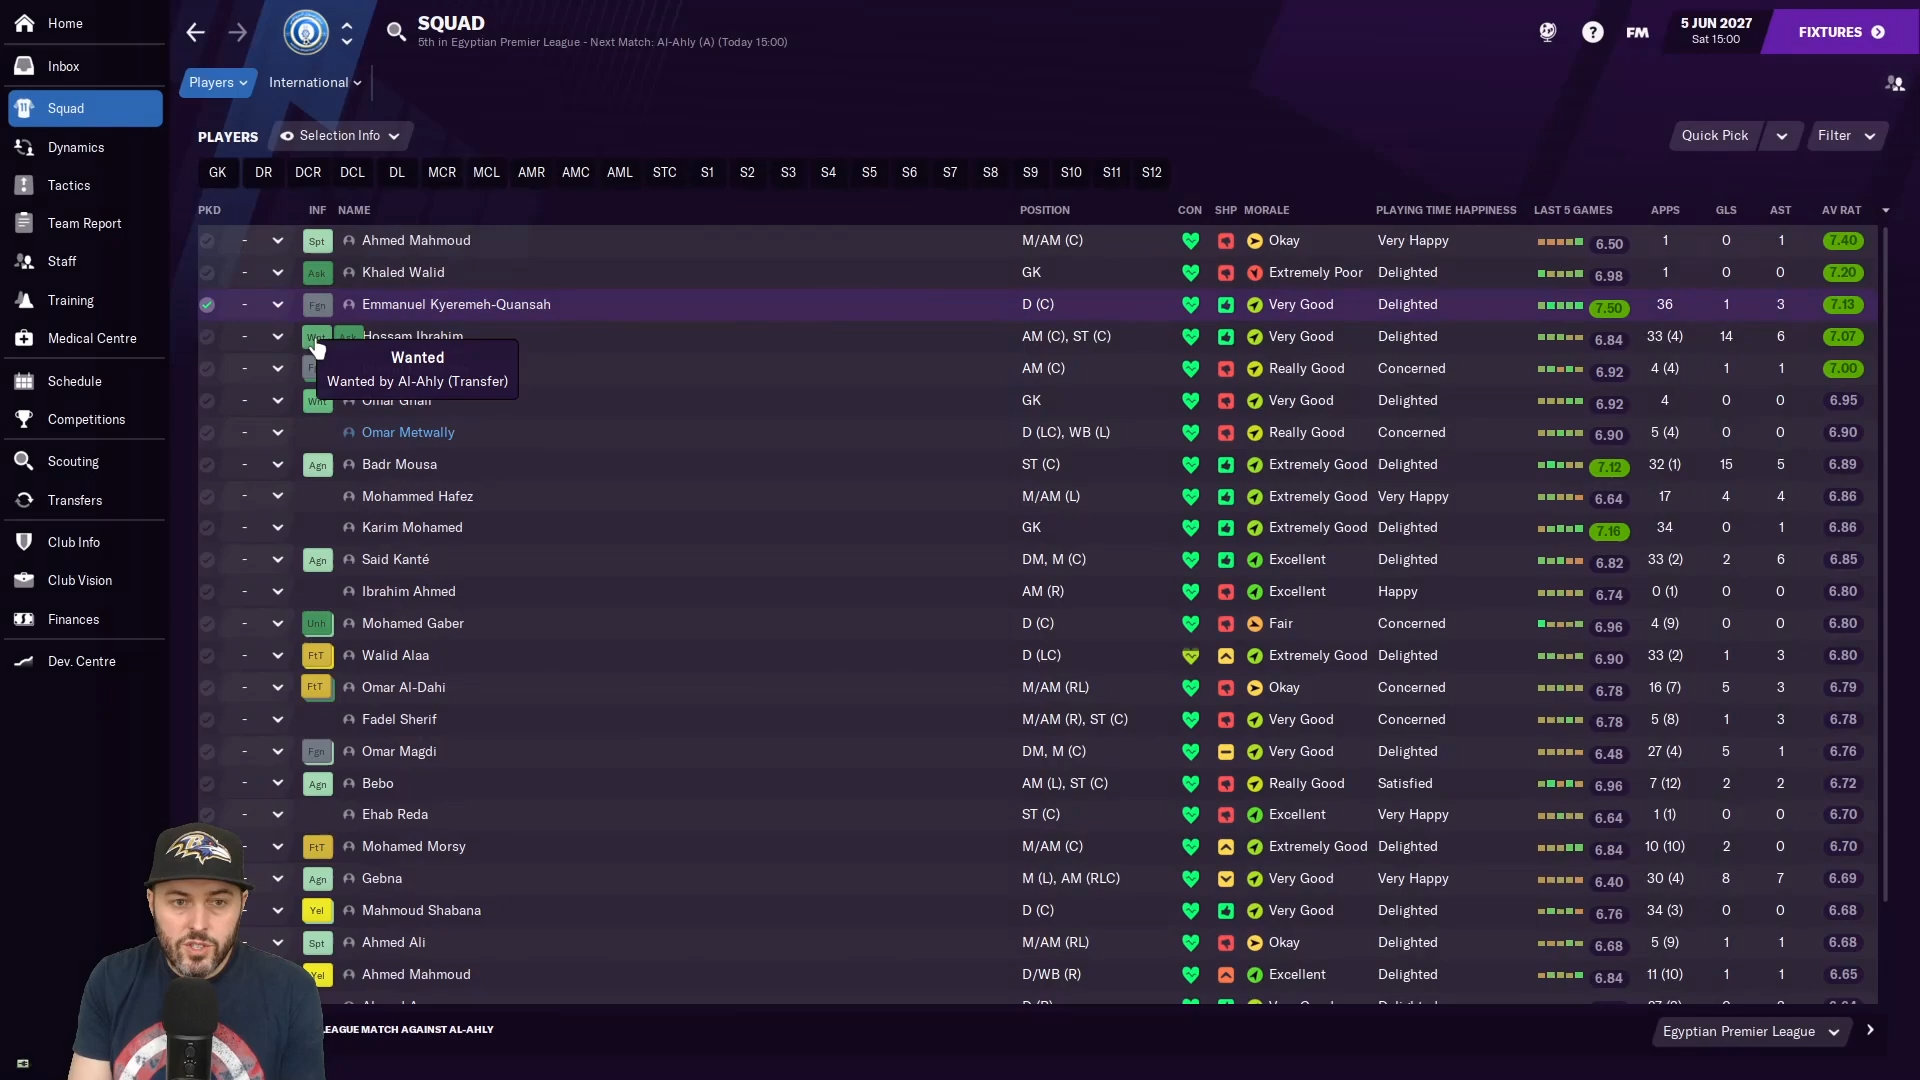 Home
Inbox
Squad
Dynamics
Tactics
Team Report
Staff
Training
Medical Centre
Schedule
Competitions
Scouting
Transfers
Club Info
Club Vision
Finances
Dev. Centre
SQUAD
5th in Egyptian Premier League - Next Match: Al-Ahly (A) (Today 15:00)
? FM
5 JUN 2027
Sat 15:00
FIXTURES
Players International
PLAYERS Selection Info Quick Pick Filter
GK DR DCR DCL DL MCR MCL AMR AMC AML STC S1 S2 S3 S4 S5 S6 S7 S8 S9 S10 S11 S12
PKD INF NAME POSITION CON SHP MORALE PLAYING TIME HAPPINESS LAST 5 GAMES APPS GLS AST AV RAT
- Spt Ahmed Mahmoud M/AM (C) Okay Very Happy 6.50 1 0 1 7.40
- Ask Khaled Walid GK Extremely Poor Delighted 6.98 1 0 0 7.20
- Fgn Emmanuel Kyeremeh-Quansah D (C) Very Good Delighted 7.50 36 1 3 7.13
- Wnt Ask Hossam Ibrahim AM (C), ST (C) Very Good Delighted 6.84 33 (4) 14 6 7.07
Wanted
Wanted by Al-Ahly (Transfer)
- AM (C) Really Good Concerned 6.92 4 (4) 1 1 7.00
- Wnt Omar Ghali GK Very Good Delighted 6.92 4 0 0 6.95
- Omar Metwally D (LC), WB (L) Really Good Concerned 6.90 5 (4) 0 0 6.90
- Agn Badr Mousa ST (C) Extremely Good Delighted 7.12 32 (1) 15 5 6.89
- Mohammed Hafez M/AM (L) Extremely Good Very Happy 6.64 17 4 4 6.86
- Karim Mohamed GK Extremely Good Delighted 7.16 34 0 1 6.86
- Agn Said Kanté DM, M (C) Excellent Delighted 6.82 33 (2) 2 6 6.85
- Ibrahim Ahmed AM (R) Excellent Happy 6.74 0 (1) 0 0 6.80
- Unh Mohamed Gaber D (C) Fair Concerned 6.96 4 (9) 0 0 6.80
- FtT Walid Alaa D (LC) Extremely Good Delighted 6.90 33 (2) 1 3 6.80
- FtT Omar Al-Dahi M/AM (RL) Okay Concerned 6.78 16 (7) 5 3 6.79
- Fadel Sherif M/AM (R), ST (C) Very Good Concerned 6.78 5 (8) 1 3 6.78
- Fgn Omar Magdi DM, M (C) Very Good Delighted 6.48 27 (4) 5 1 6.76
- Agn Bebo AM (L), ST (C) Really Good Satisfied 6.96 7 (12) 2 2 6.72
- Ehab Reda ST (C) Excellent Very Happy 6.64 1 (1) 0 0 6.70
- FtT Mohamed Morsy M/AM (C) Extremely Good Delighted 6.84 10 (10) 2 0 6.70
- Agn Gebna M (L), AM (RLC) Very Good Very Happy 6.40 30 (4) 8 7 6.69
- Yel Mahmoud Shabana D (C) Very Good Delighted 6.76 34 (3) 0 0 6.68
- Spt Ahmed Ali M/AM (RL) Okay Delighted 6.68 5 (9) 1 1 6.68
Yel Ahmed Mahmoud D/WB (R) Excellent Delighted 6.84 11 (10) 1 1 6.65
LEAGUE MATCH AGAINST AL-AHLY
Egyptian Premier League